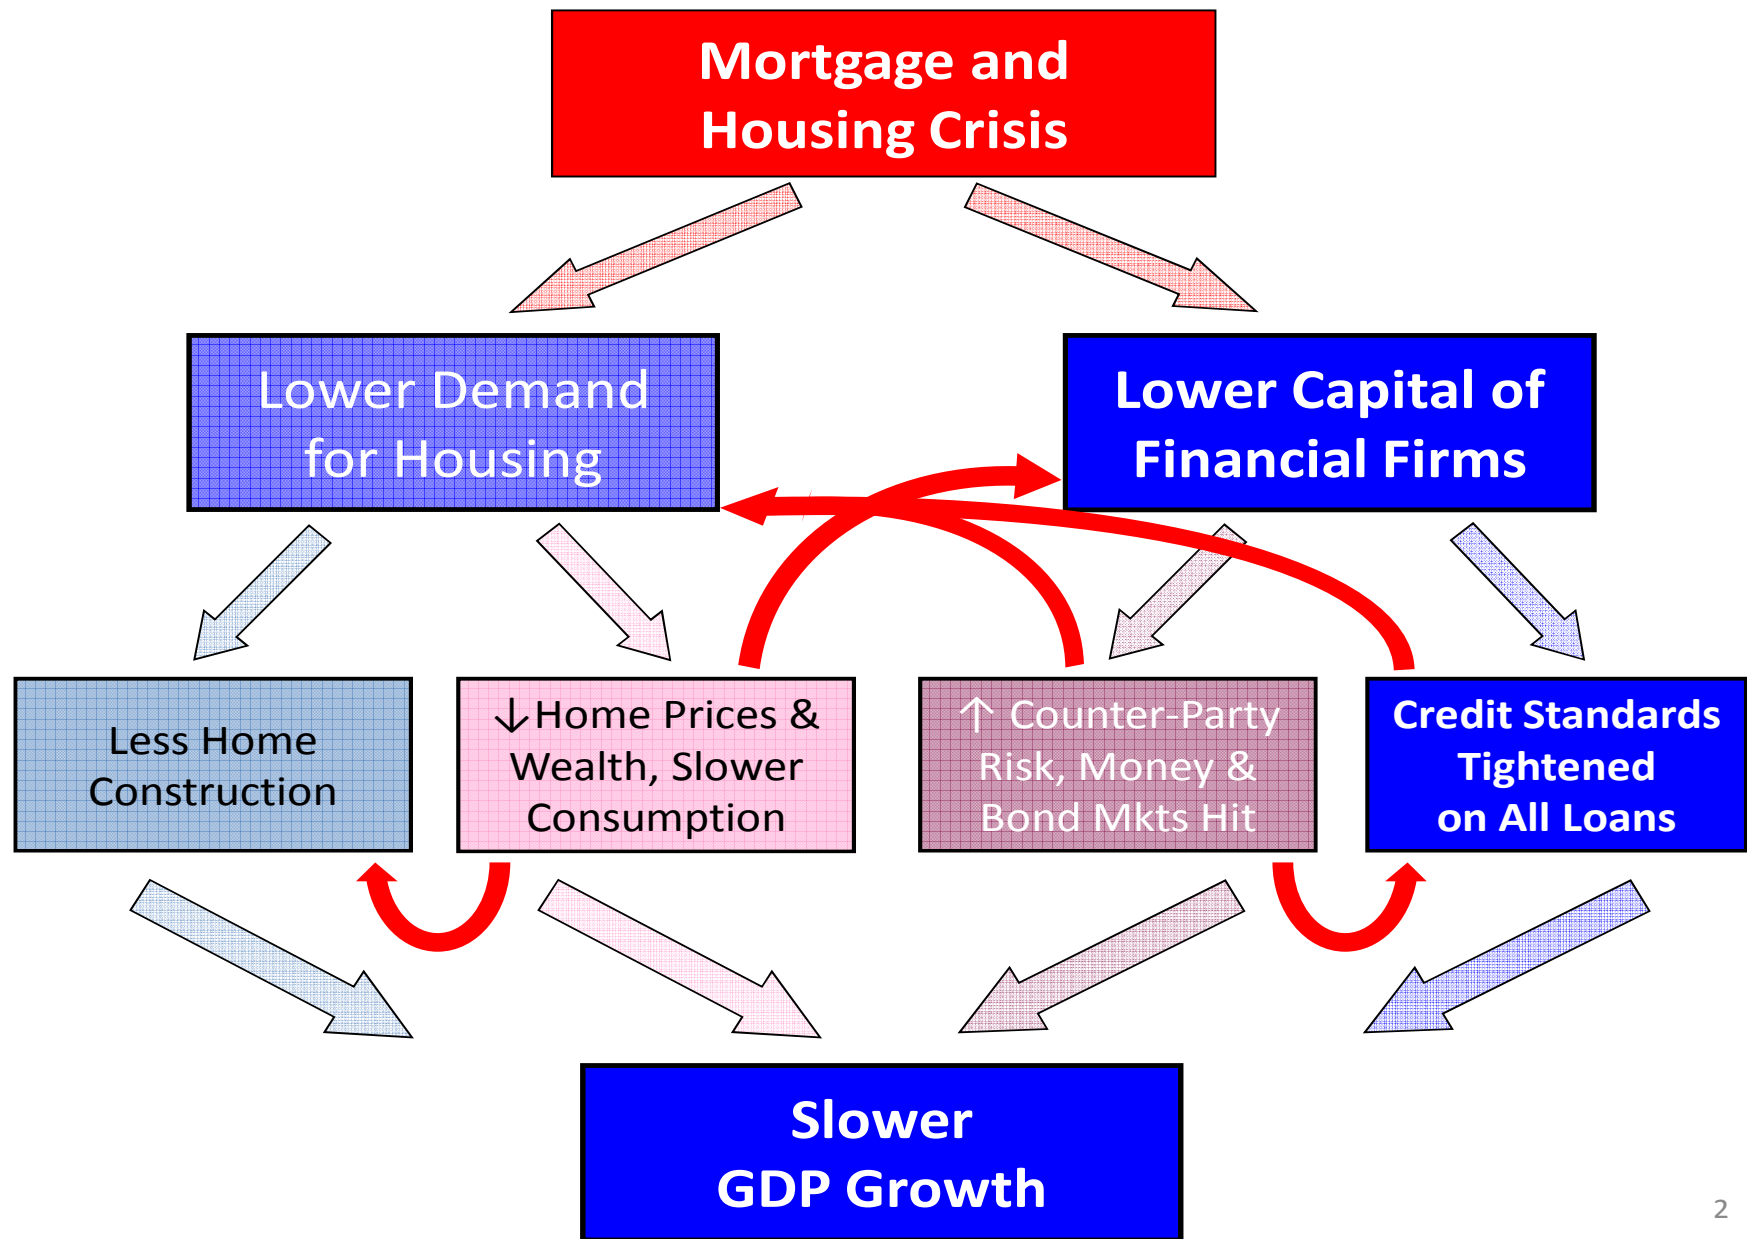 Mortgage and
Housing Crisis
Lower Demand
for Housing
Lower Capital of
Financial Firms
Less Home
Construction
↓Home Prices &
Wealth, Slower
Consumption
↑ Counter-Party
Risk, Money &
Bond Mkts Hit
Credit Standards
Tightened
on All Loans
Slower
GDP Growth
2